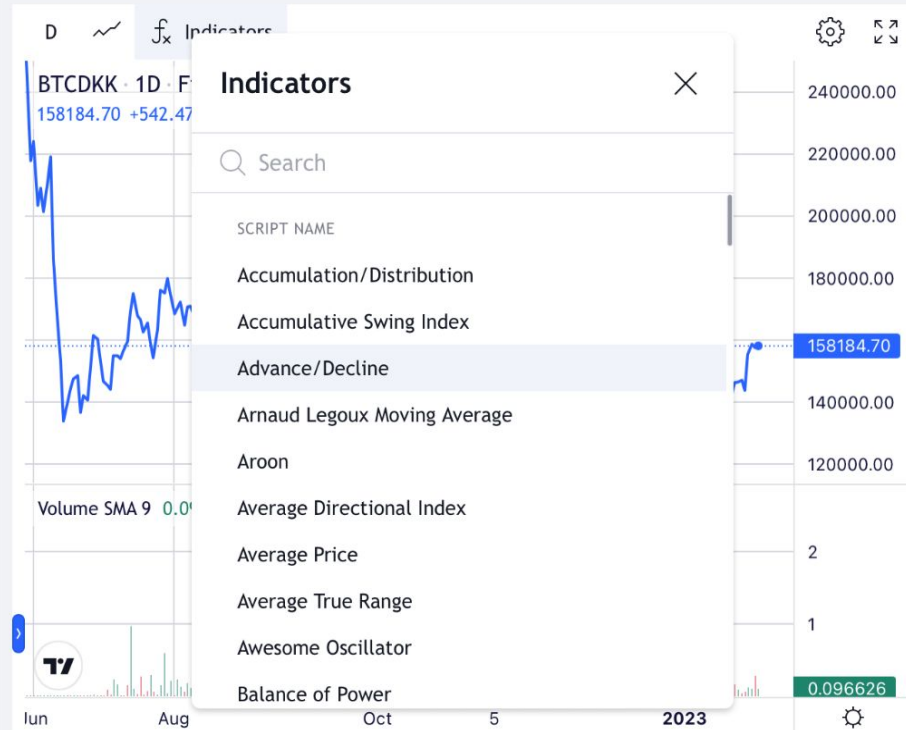 D Indicators
Indicators
BTCDKK · 1D · F
158184.70 +542.47
Search
SCRIPT NAME
Accumulation/Distribution
Accumulative Swing Index
Advance/Decline
Arnaud Legoux Moving Average
Aroon
Average Directional Index
Average Price
Average True Range
Awesome Oscillator
Balance of Power
240000.00
220000.00
200000.00
180000.00
158184.70
140000.00
120000.00
Volume SMA 9 0.09
2
1
0.096626
Jun Aug Oct 5 2023